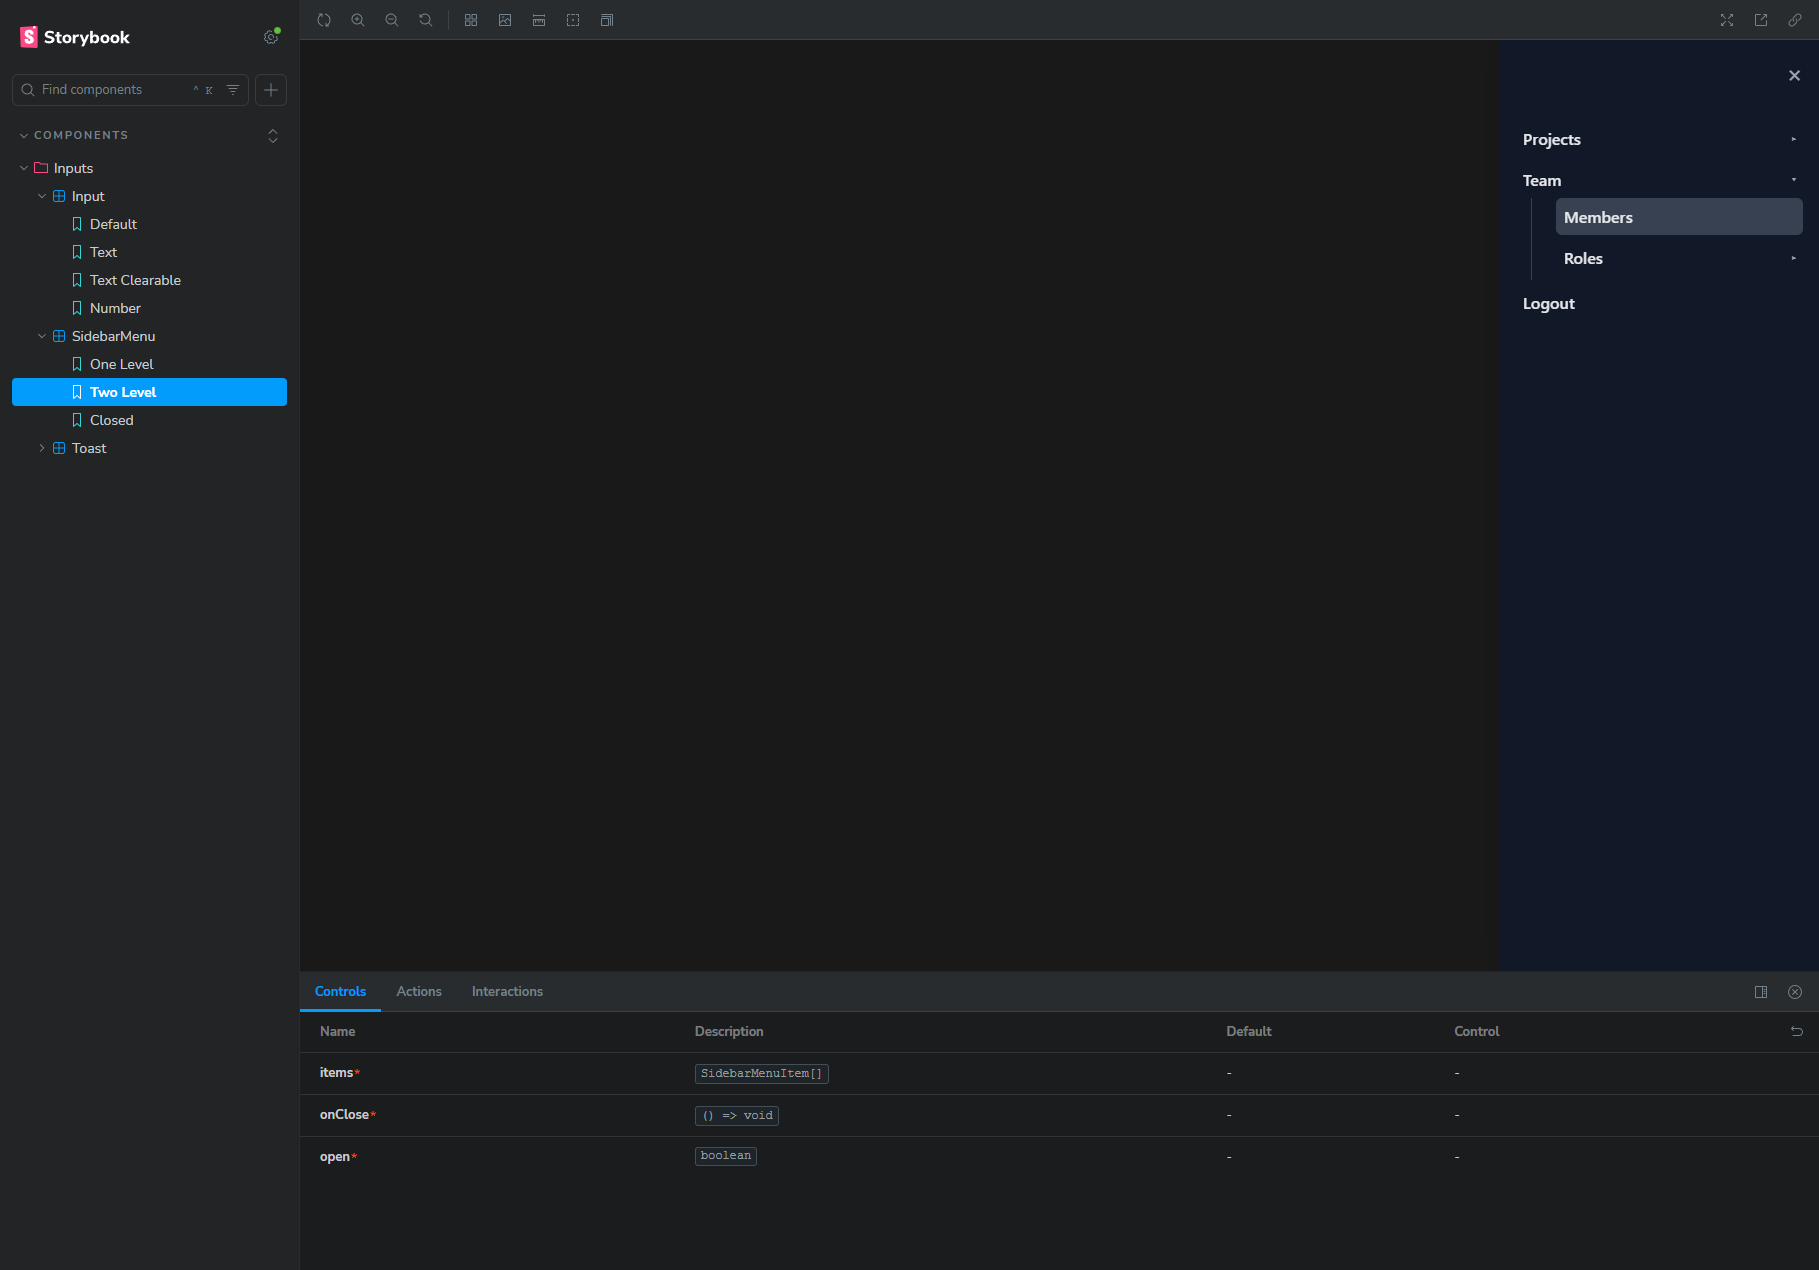 Storybook
Find components
^ K
COMPONENTS
Inputs
Input
Default
Text
Text Clearable
Number
SidebarMenu
One Level
Two Level
Closed
Toast
Projects
Team
Members
Roles
Logout
Controls Actions Interactions
Name Description Default Control
items* SidebarMenuItem[] - -
onClose* () => void - -
open* boolean - -